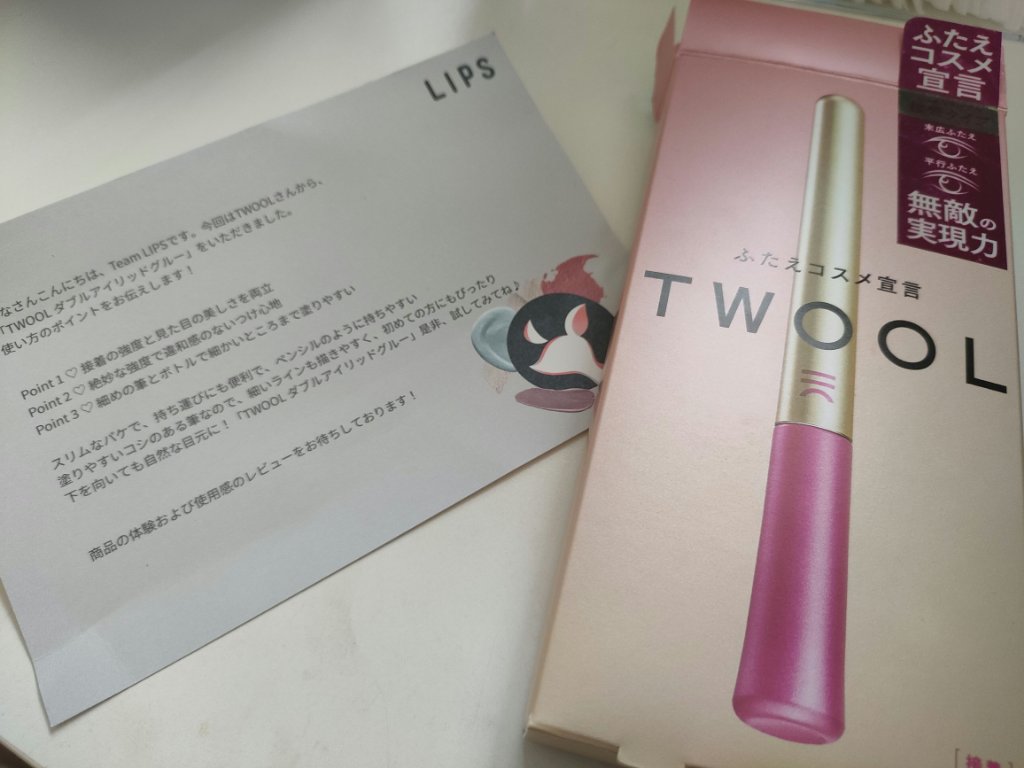 LIPS
なさんこんにちは、Team LIPSです。今回はTWOOLさんから、
「TWOOL ダブルアイリッドグルー」をいただきました。
使い方のポイントをお伝えします！
Point 1 ♡ 接着の強度と見た目の美しさを両立
Point 2 ♡ 絶妙な強度で違和感のないつけ心地
Point 3 ♡ 細めの筆とボトルで細かいところまで塗りやすい
スリムなパケで、持ち運びにも便利で、ペンシルのように持ちやすい
塗りやすいコシのある筆なので、細いラインも描きやすく、初めての方にもぴったり
下を向いても自然な目元に！「TWOOL ダブルアイリッドグルー」是非、試してみてね♪
商品の体験および使用感のレビューをお待ちしております！
ふたえ
コスメ
宣言
末広ふたえ
平行ふたえ
無敵の
実現力
ふたえコスメ宣言
TWOOL
[接着